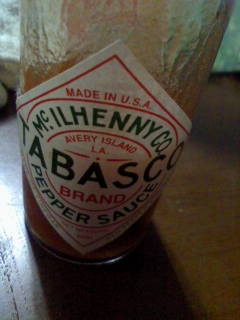 MADE IN U.S.A.
McILHENNY CO.
AVERY ISLAND
LA.
TABASCO
BRAND
PEPPER SAUCE